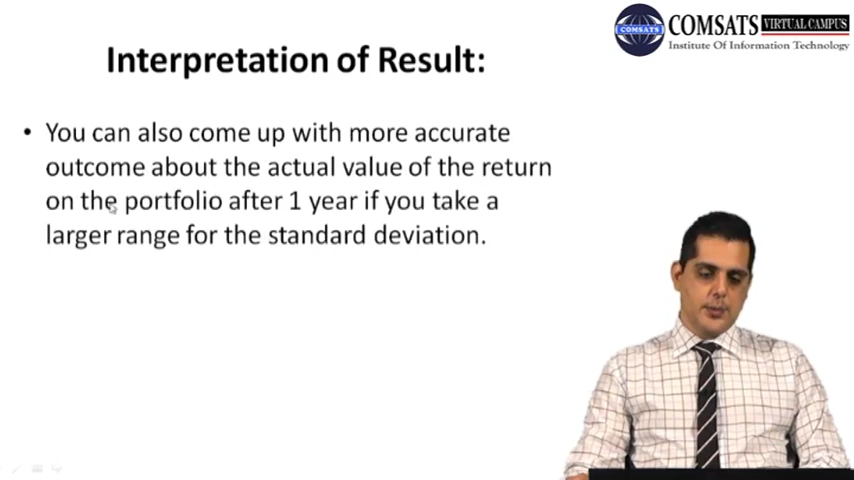 COMSATS VIRTUAL CAMPUS
Institute Of Information Technology
COMSATS
Interpretation of Result:
• You can also come up with more accurate
outcome about the actual value of the return
on the portfolio after 1 year if you take a
larger range for the standard deviation.